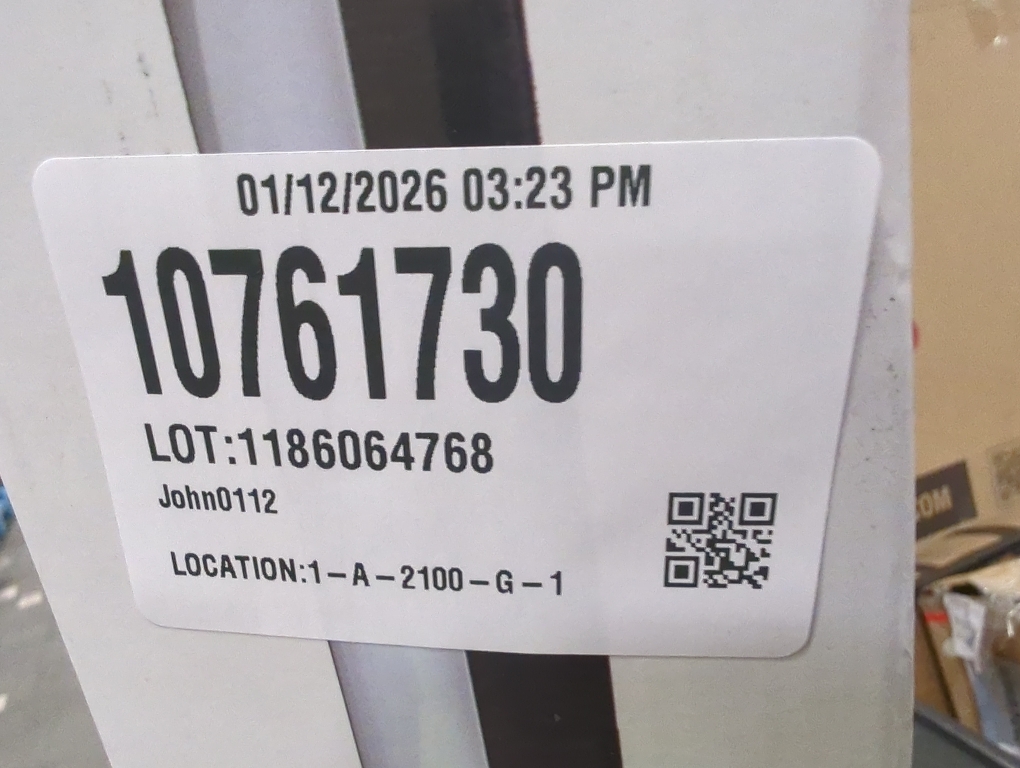 01/12/2026 03:23 PM
10761730
LOT:1186064768
John0112
LOCATION:1-A-2100-G-1